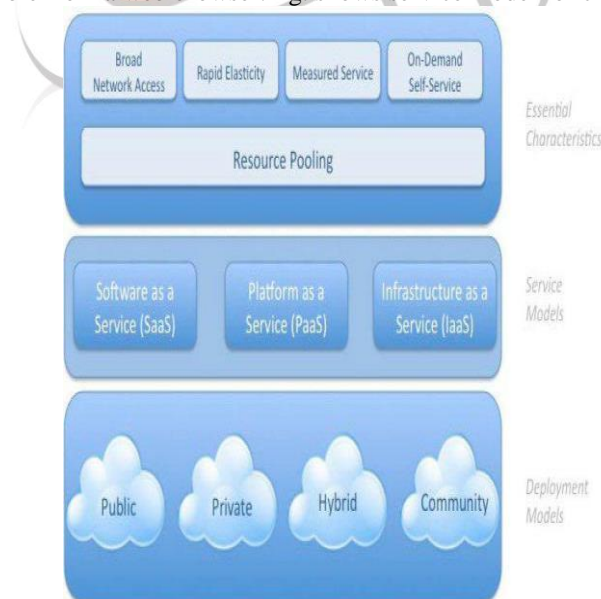 Broad
Network Access
Rapid Elasticity
Measured Service
On-Demand
Self-Service
Resource Pooling
Essential
Characteristics
Software as a
Service (SaaS)
Platform as a
Service (PaaS)
Infrastructure as a
Service (IaaS)
Service
Models
Public
Private
Hybrid
Community
Deployment
Models